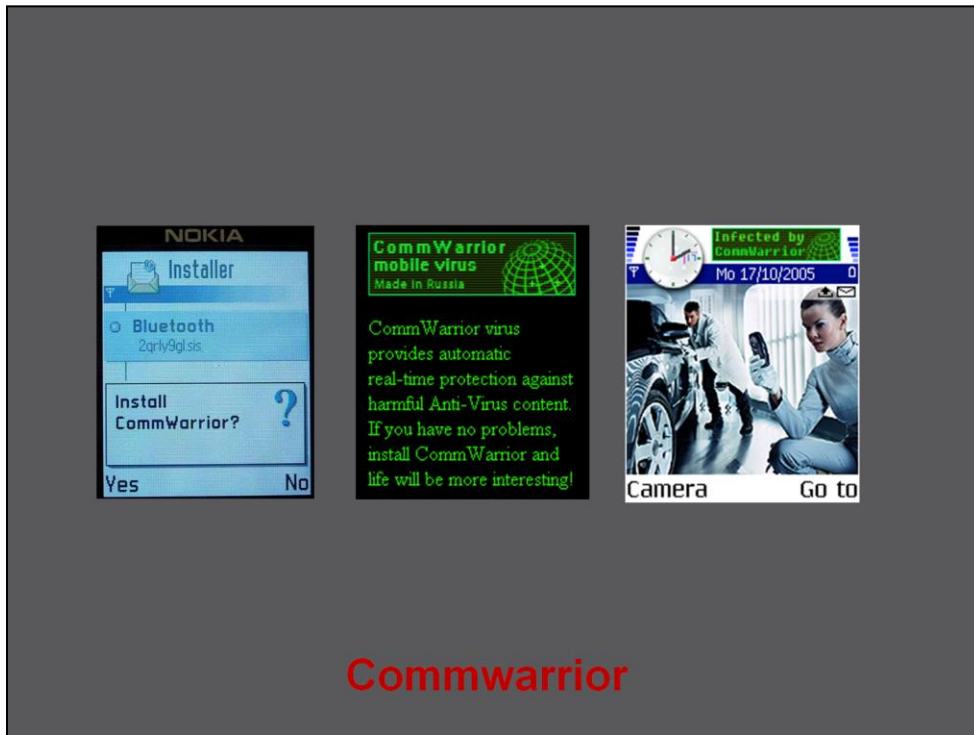 NOKIA
Installer
Bluetooth
2qrly9gl.sis
Install
CommWarrior?
Yes No
CommWarrior
mobile virus
Made in Russia
CommWarrior virus
provides automatic
real-time protection against
harmful Anti-Virus content.
If you have no problems,
install CommWarrior and
life will be more interesting!
Infected by
CommWarrior
Mo 17/10/2005
Camera Go to
Commwarrior